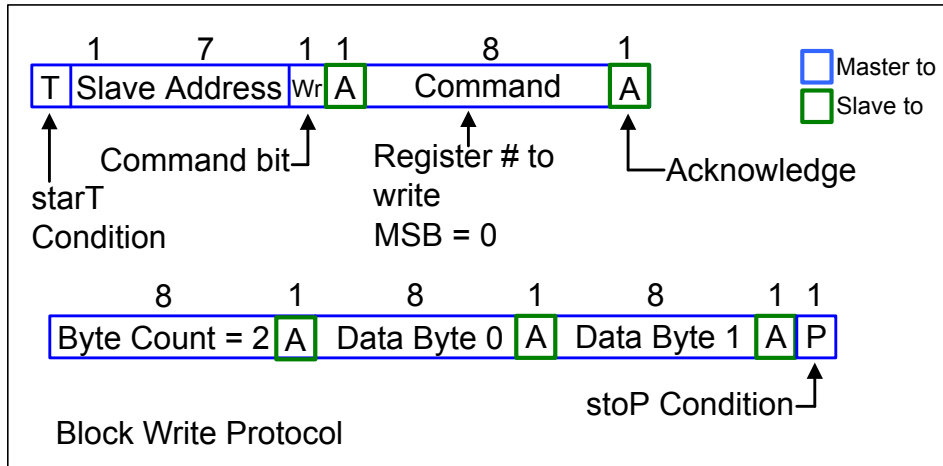 1 7 1 1 8 1
T Slave Address Wr A Command A
Master to
Slave to
Command bit
Register # to
write
MSB = 0
Acknowledge
starT
Condition
8 1 8 1 8 1 1
Byte Count = 2 A Data Byte 0 A Data Byte 1 A P
stoP Condition
Block Write Protocol